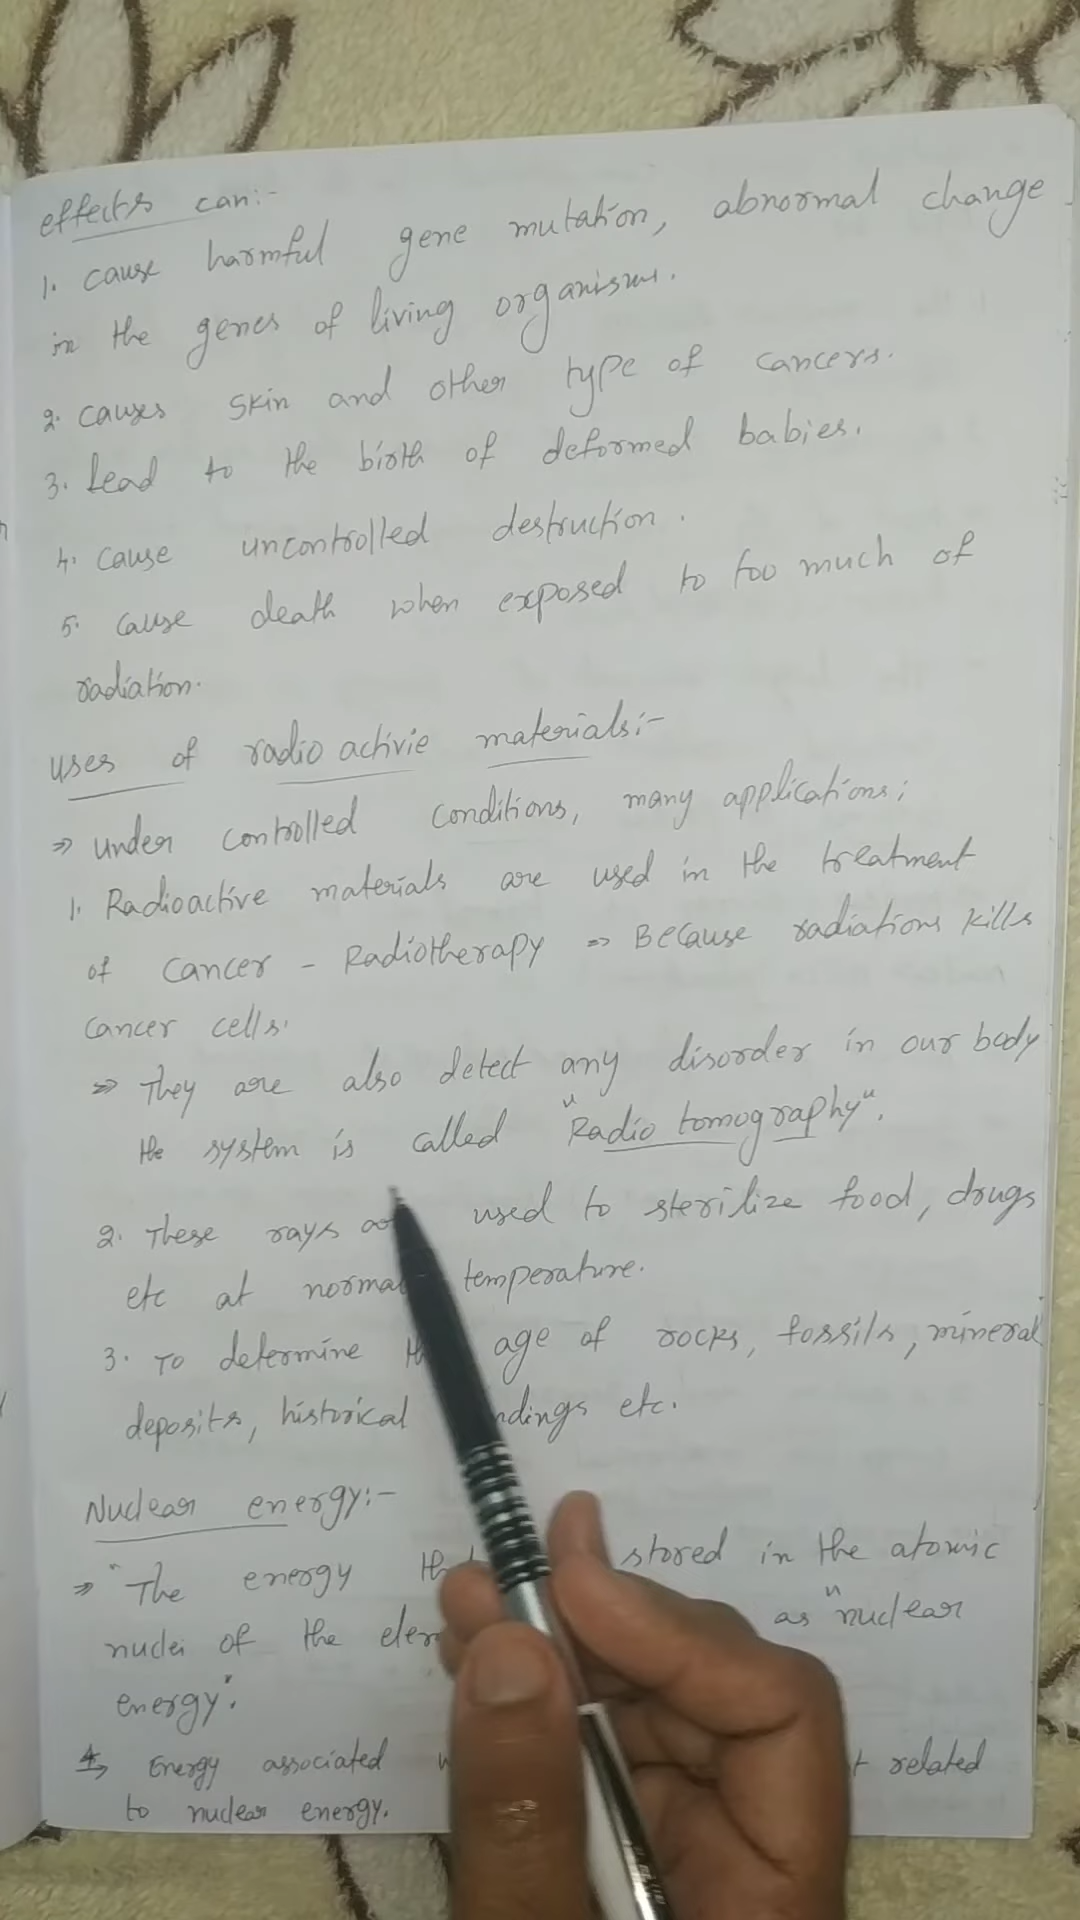 effects can:-
1. cause harmful gene mutation, abnormal change
in the genes of living organism.
2. causes skin and other type of cancers.
3. Lead to the birth of deformed babies.
4. cause uncontrolled destruction.
5. cause death when exposed to too much of
radiation.
uses of radio activie materials:-
⇒ under controlled conditions, many applications;
1. Radioactive materials are used in the treatment
of cancer - Radiotherapy ⇒ Because radiations kills
cancer cells.
⇒ They are also detect any disorder in our body
the system is called "Radio tomography".
2. These rays used to sterilize food, drugs
etc at normal temperature.
3. To determine age of rocks, fossils, mineral
deposits, historical etc.
Nuclear energy:-
⇒ "The energy stored in the atomic
nuclei of the as "nuclear
energy".
Energy associated related
to nuclear energy.